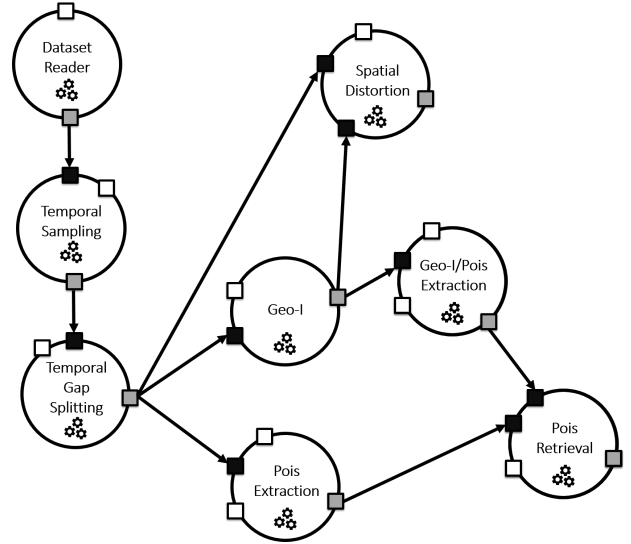 Dataset
Reader
Spatial
Distortion
Temporal
Sampling
Geo-I/Pois
Extraction
Geo-I
Temporal
Gap
Splitting
Pois
Retrieval
Pois
Extraction